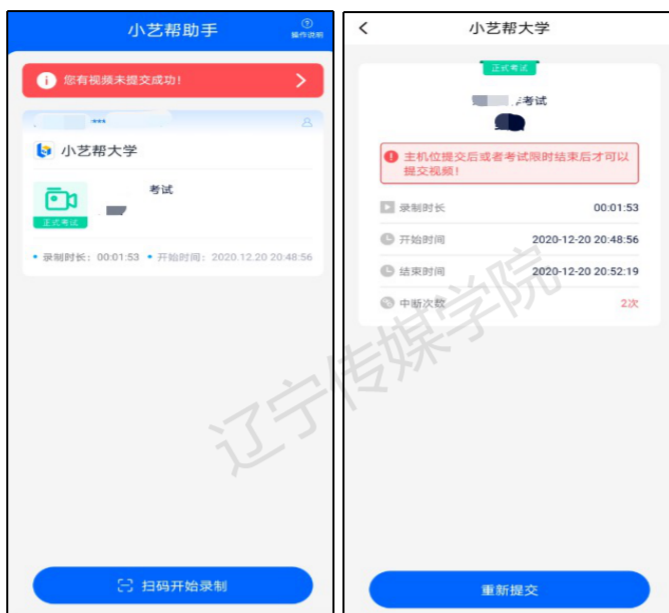 小艺帮助手
操作说明
您有视频未提交成功!
***
小艺帮大学
考试
正式考试
• 录制时长: 00:01:53 • 开始时间: 2020.12.20 20:48:56
扫码开始录制
小艺帮大学
正式考试
考试
主机位提交后或者考试限时结束后才可以
提交视频!
录制时长 00:01:53
开始时间 2020-12-20 20:48:56
结束时间 2020-12-20 20:52:19
中断次数 2次
重新提交
辽宁传媒学院